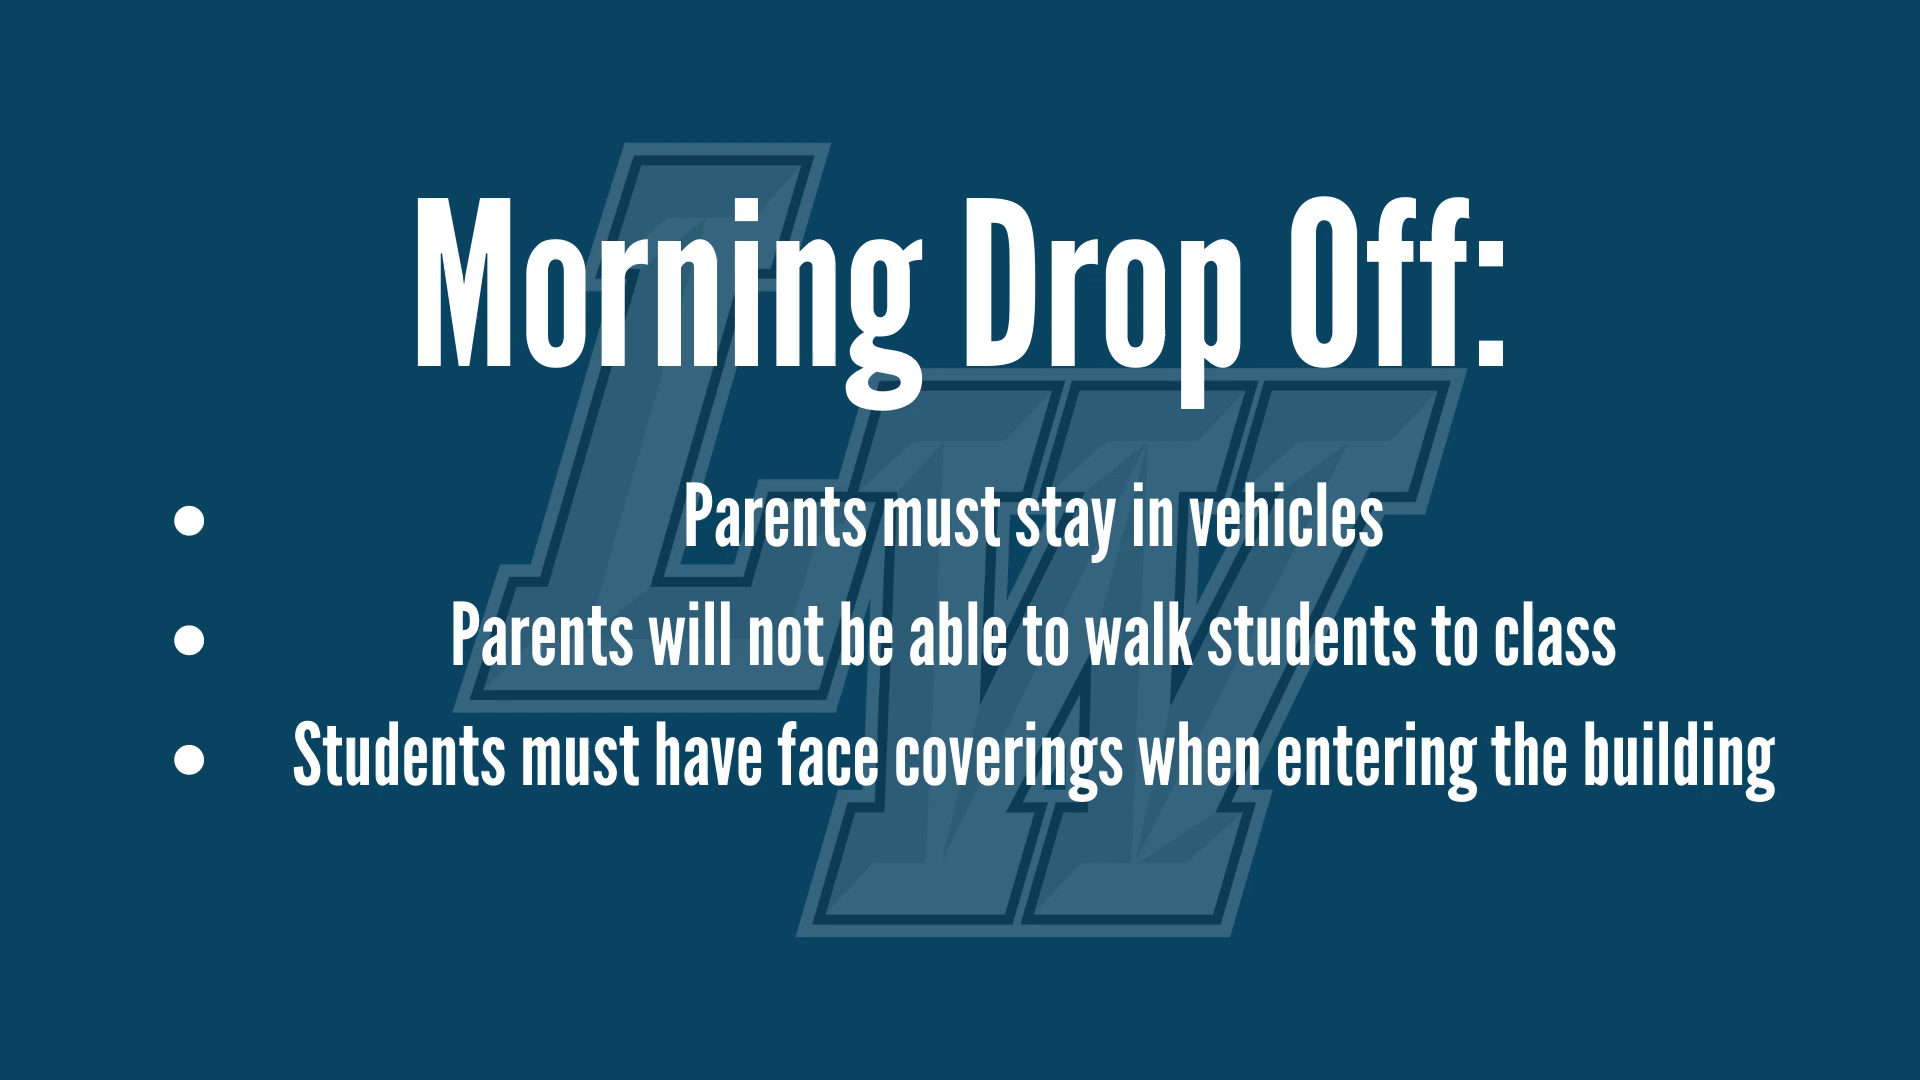 Morning Drop Off:
• Parents must stay in vehicles
• Parents will not be able to walk students to class
• Students must have face coverings when entering the building
LW